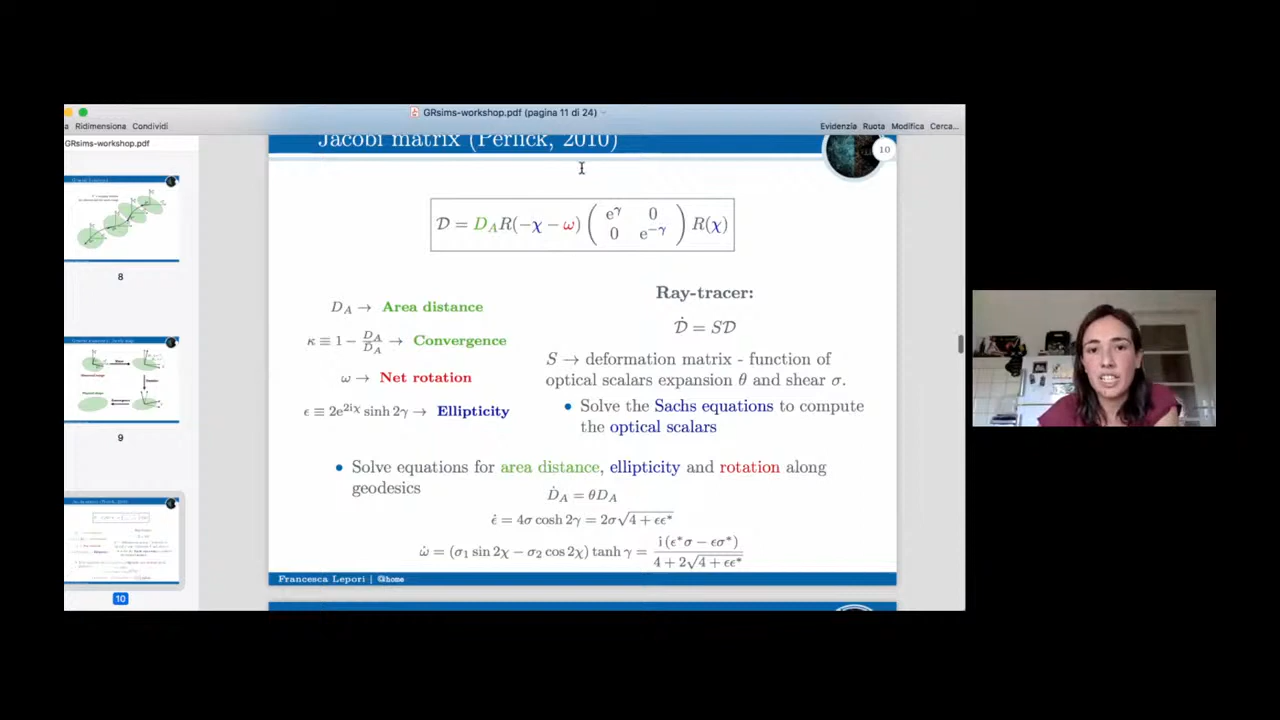 GRsims-workshop.pdf (pagina 11 di 24)
Ridimensiona Condividi
Evidenzia Ruota Modifica Cerca...
GRsims-workshop.pdf
8
9
10
Jacobi matrix (Perlick, 2010)
10
𝒟 = D_A R(−χ − ω) ( e^γ 0 ; 0 e^{−γ} ) R(χ)
D_A → Area distance
κ ≡ 1 − D_A/D̄_A → Convergence
ω → Net rotation
ϵ ≡ 2e^{2iχ} sinh 2γ → Ellipticity
Ray-tracer:
𝒟̇ = S𝒟
S → deformation matrix - function of
optical scalars expansion θ and shear σ.
• Solve the Sachs equations to compute
the optical scalars
• Solve equations for area distance, ellipticity and rotation along
geodesics
Ḋ_A = θD_A
ϵ̇ = 4σ cosh 2γ = 2σ√(4 + ϵϵ*)
ω̇ = (σ₁ sin 2χ − σ₂ cos 2χ) tanh γ = i(ϵ*σ − ϵσ*) / (4 + 2√(4 + ϵϵ*))
Francesca Lepori | @home